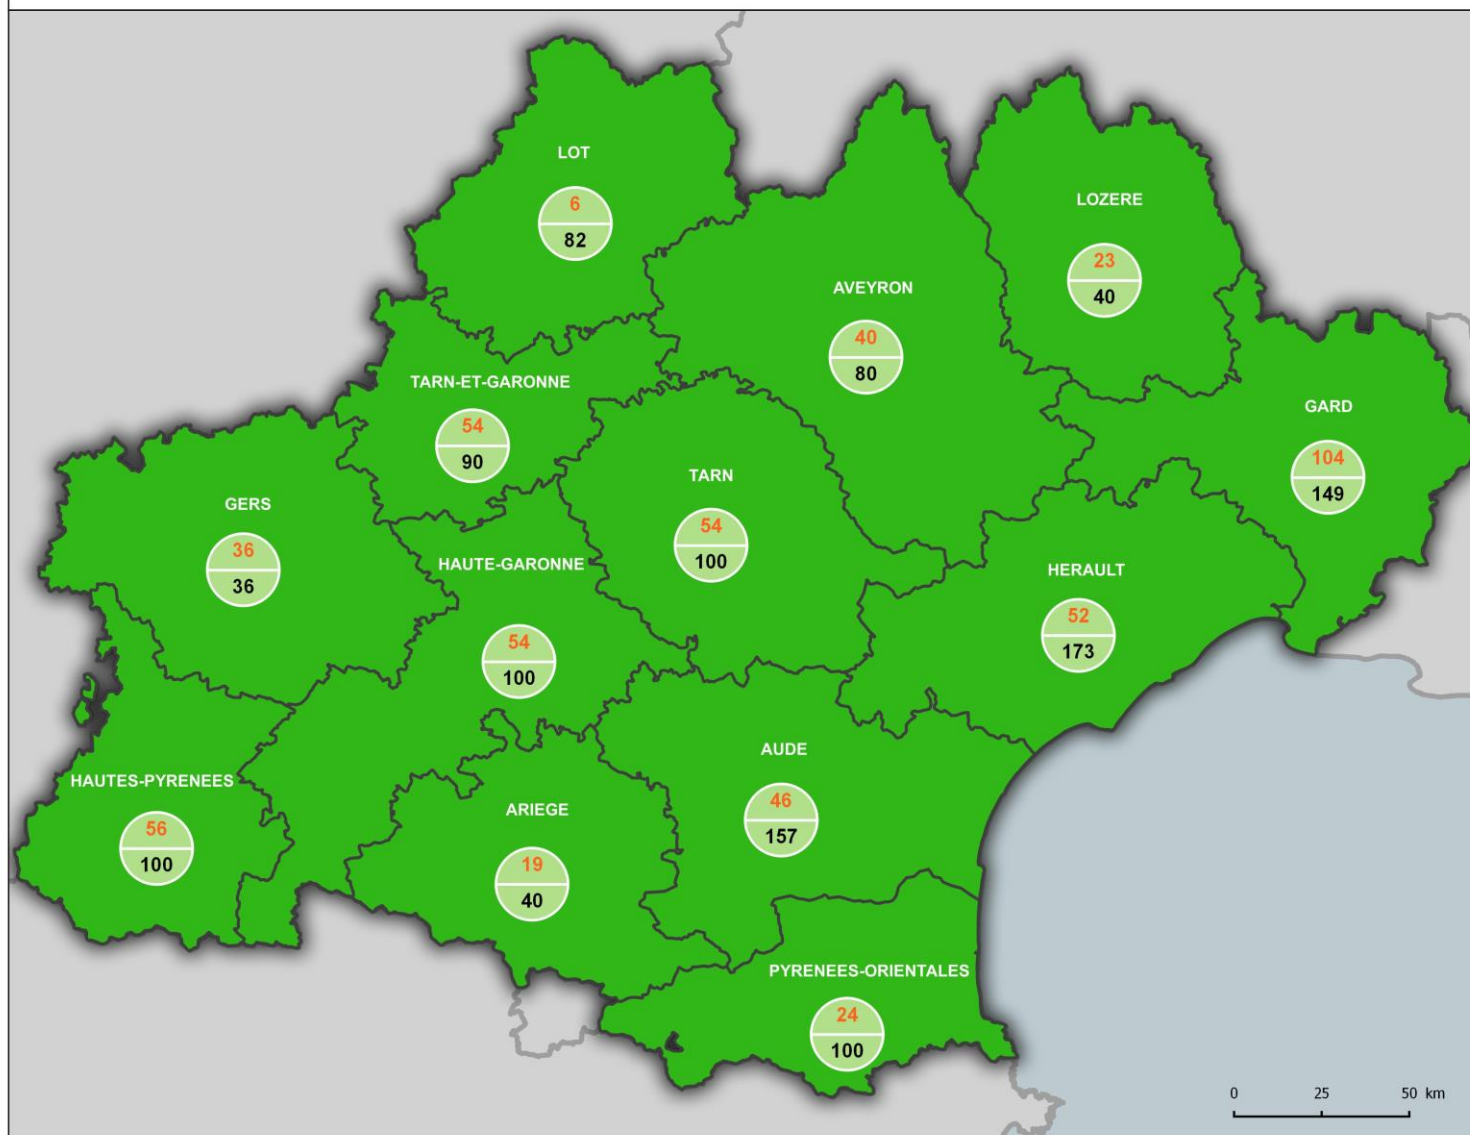 LOT
6
82
LOZERE
23
40
AVEYRON
40
80
TARN-ET-GARONNE
54
90
GARD
104
149
TARN
54
100
GERS
36
36
HAUTE-GARONNE
54
100
HERAULT
52
173
AUDE
46
157
HAUTES-PYRENEES
56
100
ARIEGE
19
40
PYRENEES-ORIENTALES
24
100
0 25 50 km